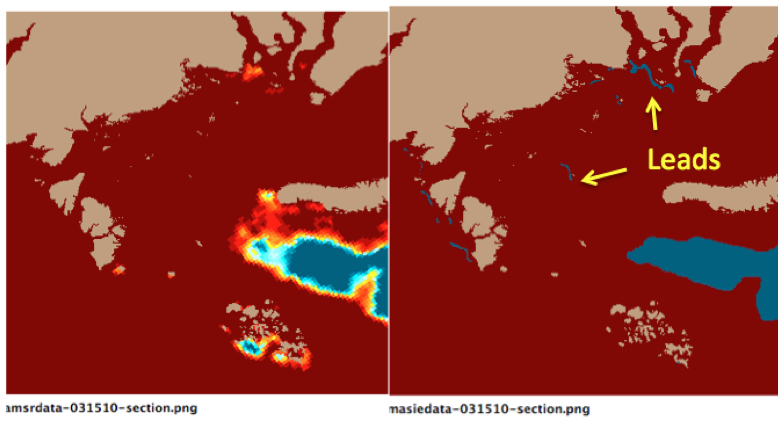 Leads
amsrdata-031510-section.png
masiedata-031510-section.png